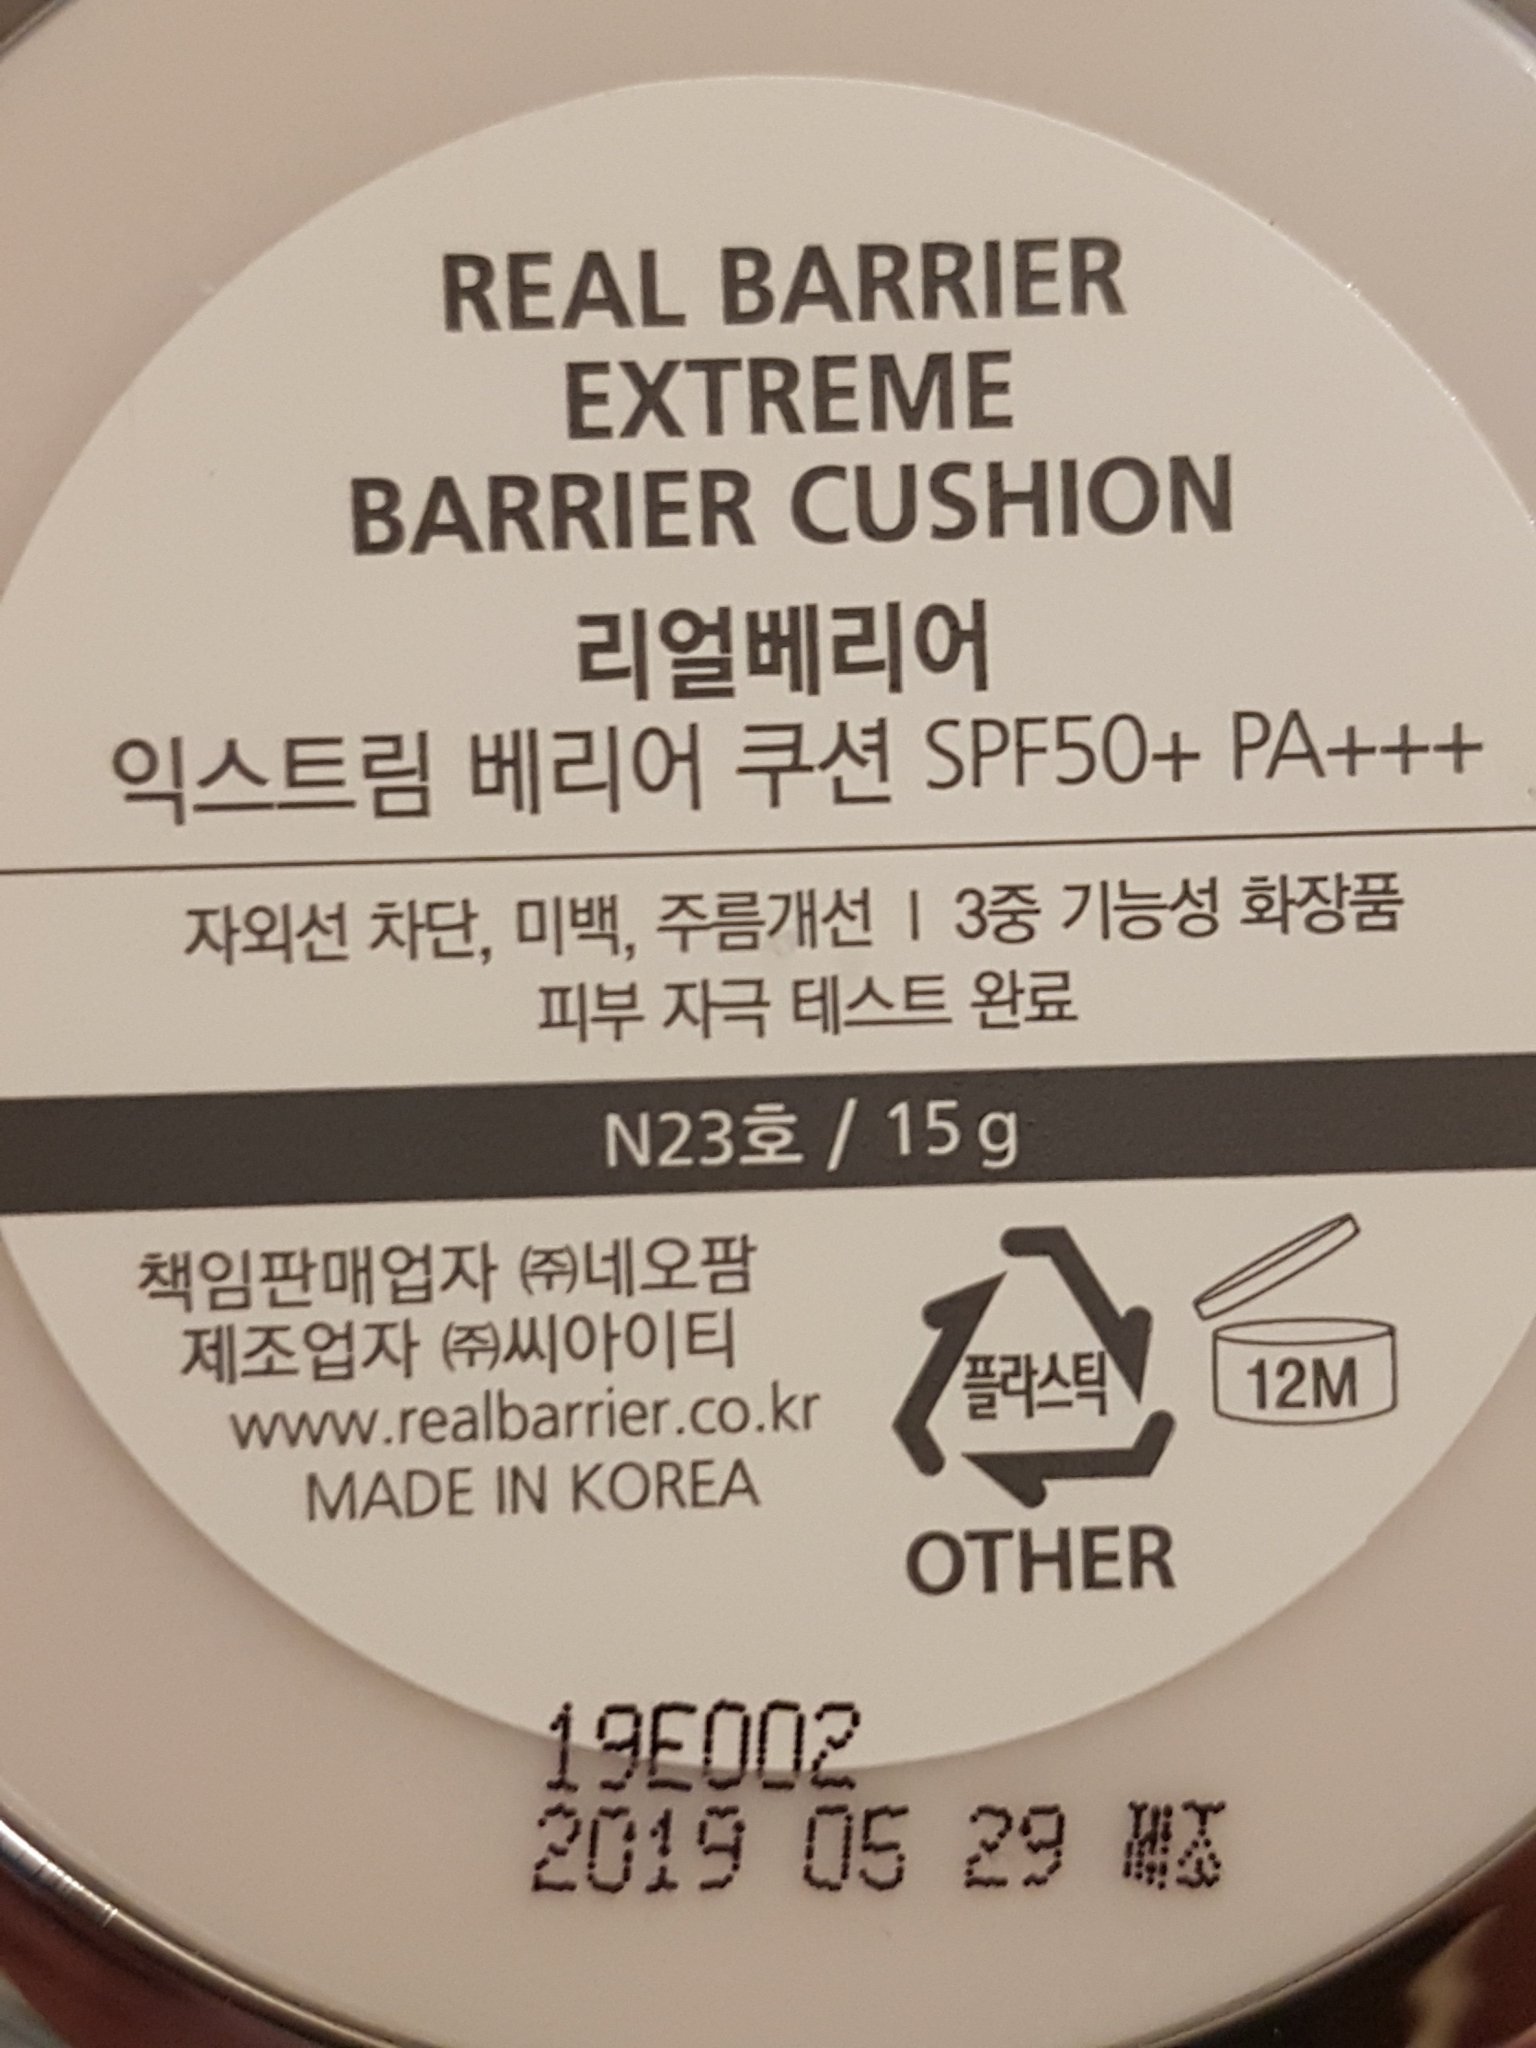 REAL BARRIER
EXTREME
BARRIER CUSHION
리얼베리어
익스트림 베리어 쿠션 SPF50+ PA+++
자외선 차단, 미백, 주름개선 | 3중 기능성 화장품
피부 자극 테스트 완료
N23호 / 15 g
책임판매업자 ㈜네오팜
제조업자 ㈜씨아이티
www.realbarrier.co.kr
MADE IN KOREA
플라스틱
OTHER
12M
19E002
2019 05 29 제조